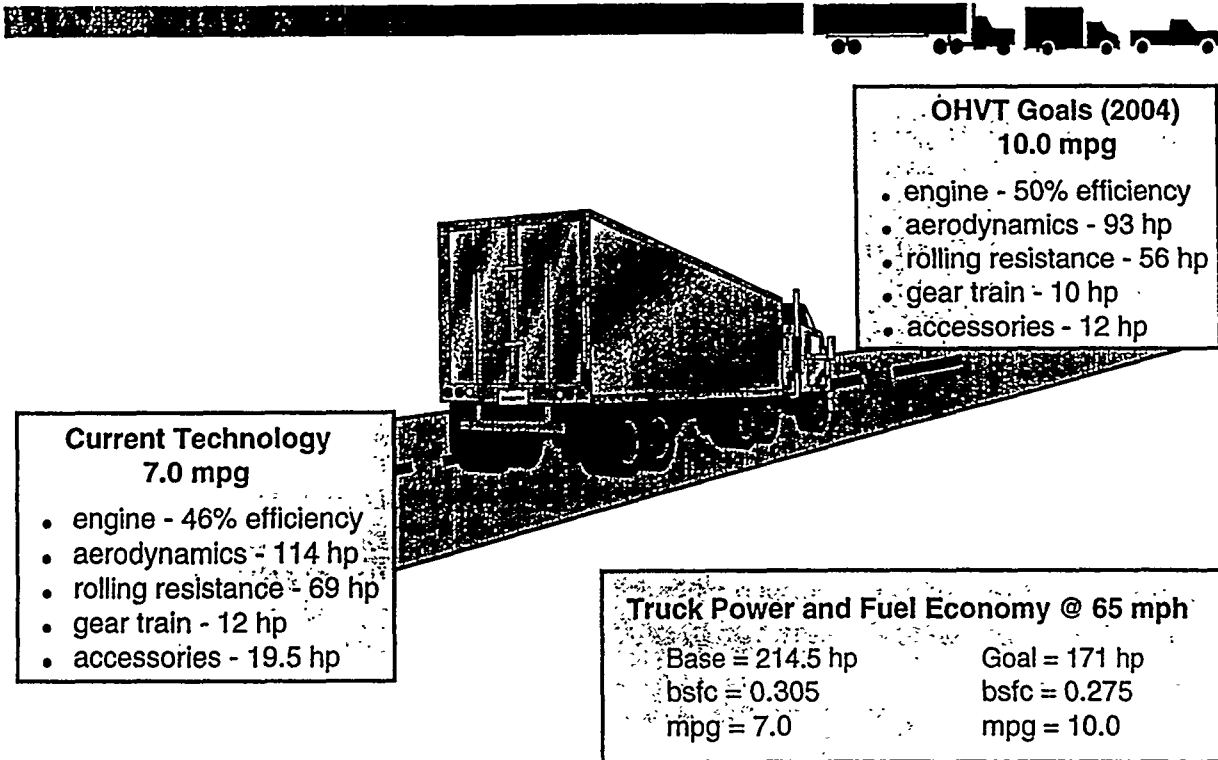 OHVT Goals (2004)
10.0 mpg
• engine - 50% efficiency
• aerodynamics - 93 hp
• rolling resistance - 56 hp
• gear train - 10 hp
• accessories - 12 hp
Current Technology
7.0 mpg
• engine - 46% efficiency
• aerodynamics - 114 hp
• rolling resistance - 69 hp
• gear train - 12 hp
• accessories - 19.5 hp
Truck Power and Fuel Economy @ 65 mph
Base = 214.5 hp Goal = 171 hp
bsfc = 0.305 bsfc = 0.275
mpg = 7.0 mpg = 10.0